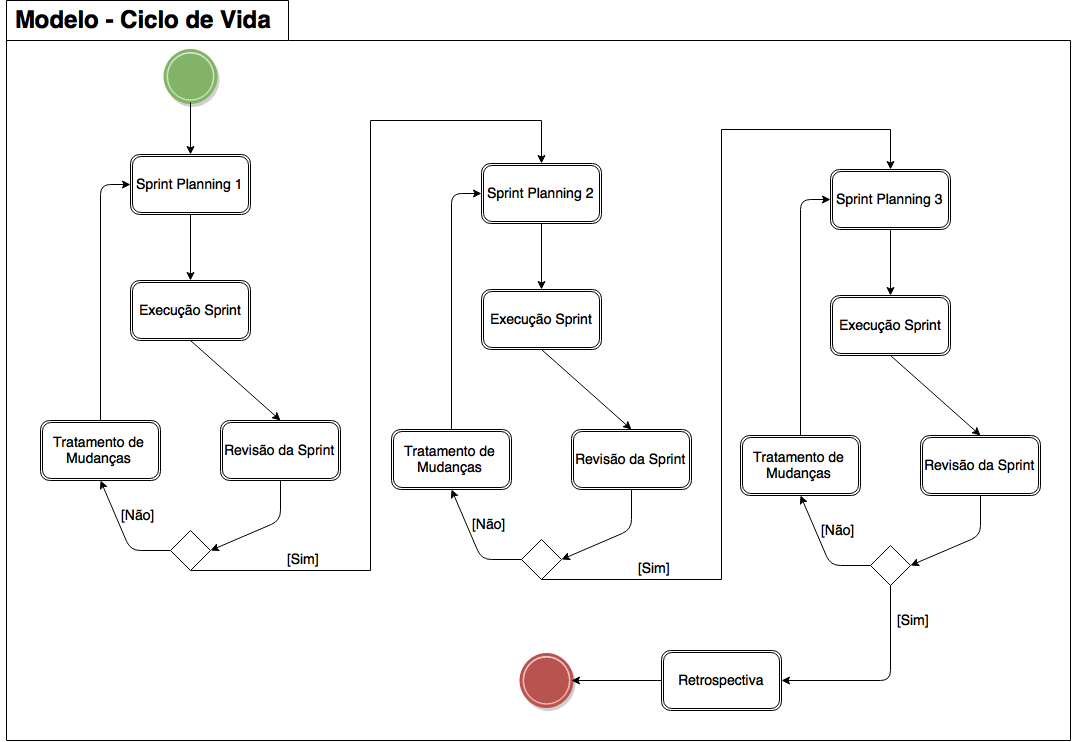 Modelo - Ciclo de Vida
Sprint Planning 1
Execução Sprint
Tratamento de
Mudanças
Revisão da Sprint
[Não]
[Sim]
Sprint Planning 2
Execução Sprint
Tratamento de
Mudanças
Revisão da Sprint
[Não]
[Sim]
Sprint Planning 3
Execução Sprint
Tratamento de
Mudanças
Revisão da Sprint
[Não]
[Sim]
Retrospectiva